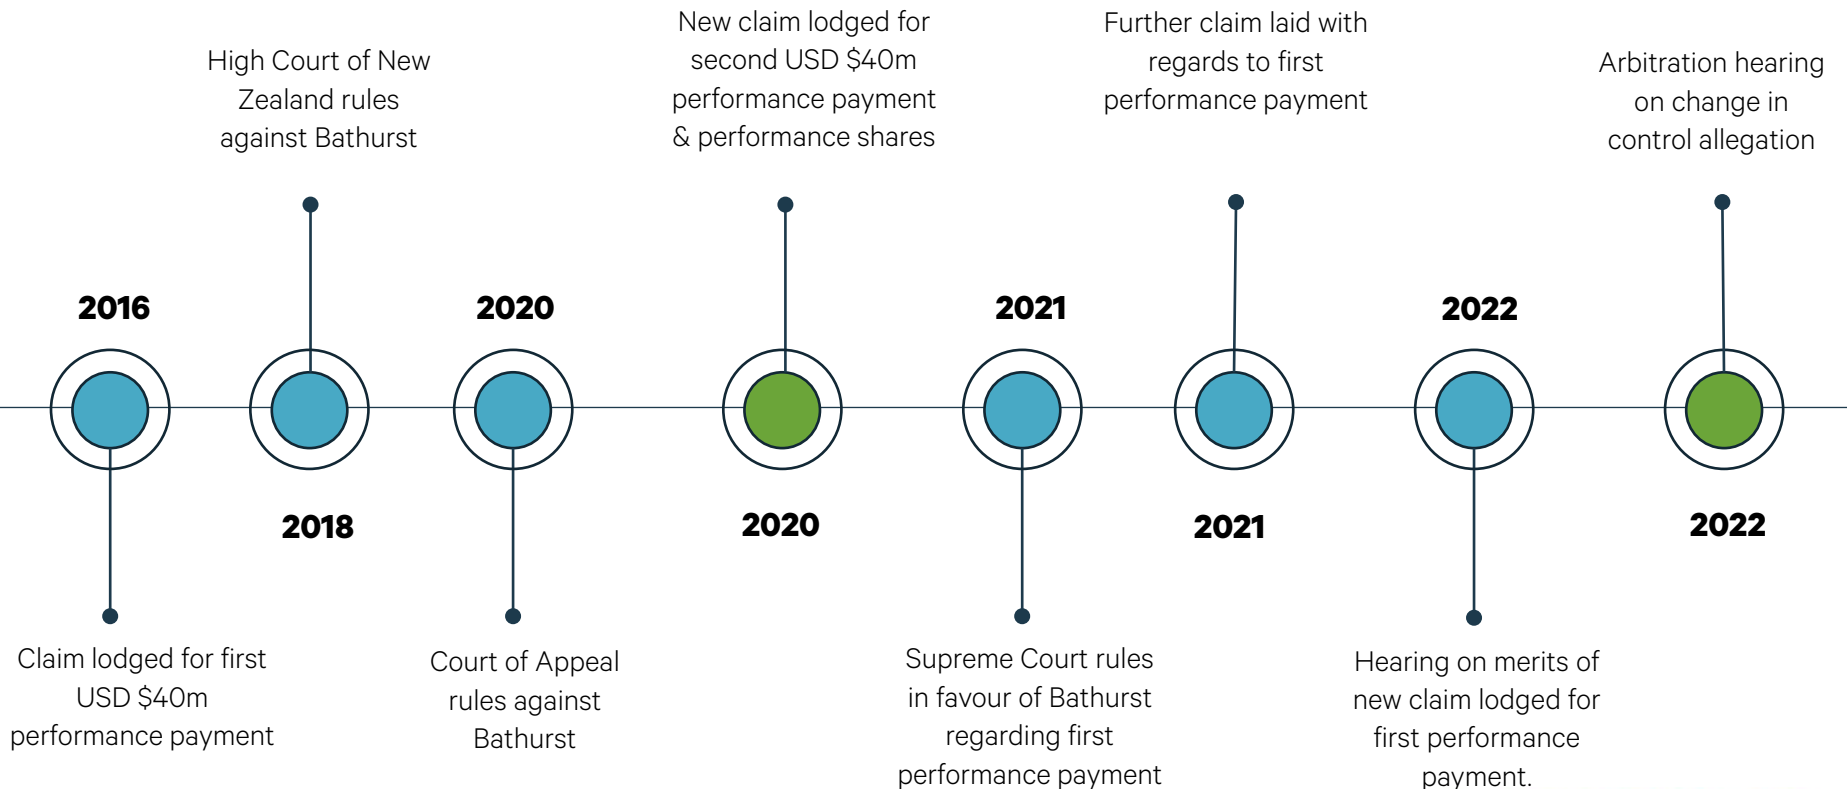 2016
Claim lodged for first
USD $40m
performance payment
High Court of New
Zealand rules
against Bathurst
2018
2020
Court of Appeal
rules against
Bathurst
New claim lodged for
second USD $40m
performance payment
& performance shares
2020
2021
Supreme Court rules
in favour of Bathurst
regarding first
performance payment
Further claim laid with
regards to first
performance payment
2021
2022
Hearing on merits of
new claim lodged for
first performance
payment.
Arbitration hearing
on change in
control allegation
2022